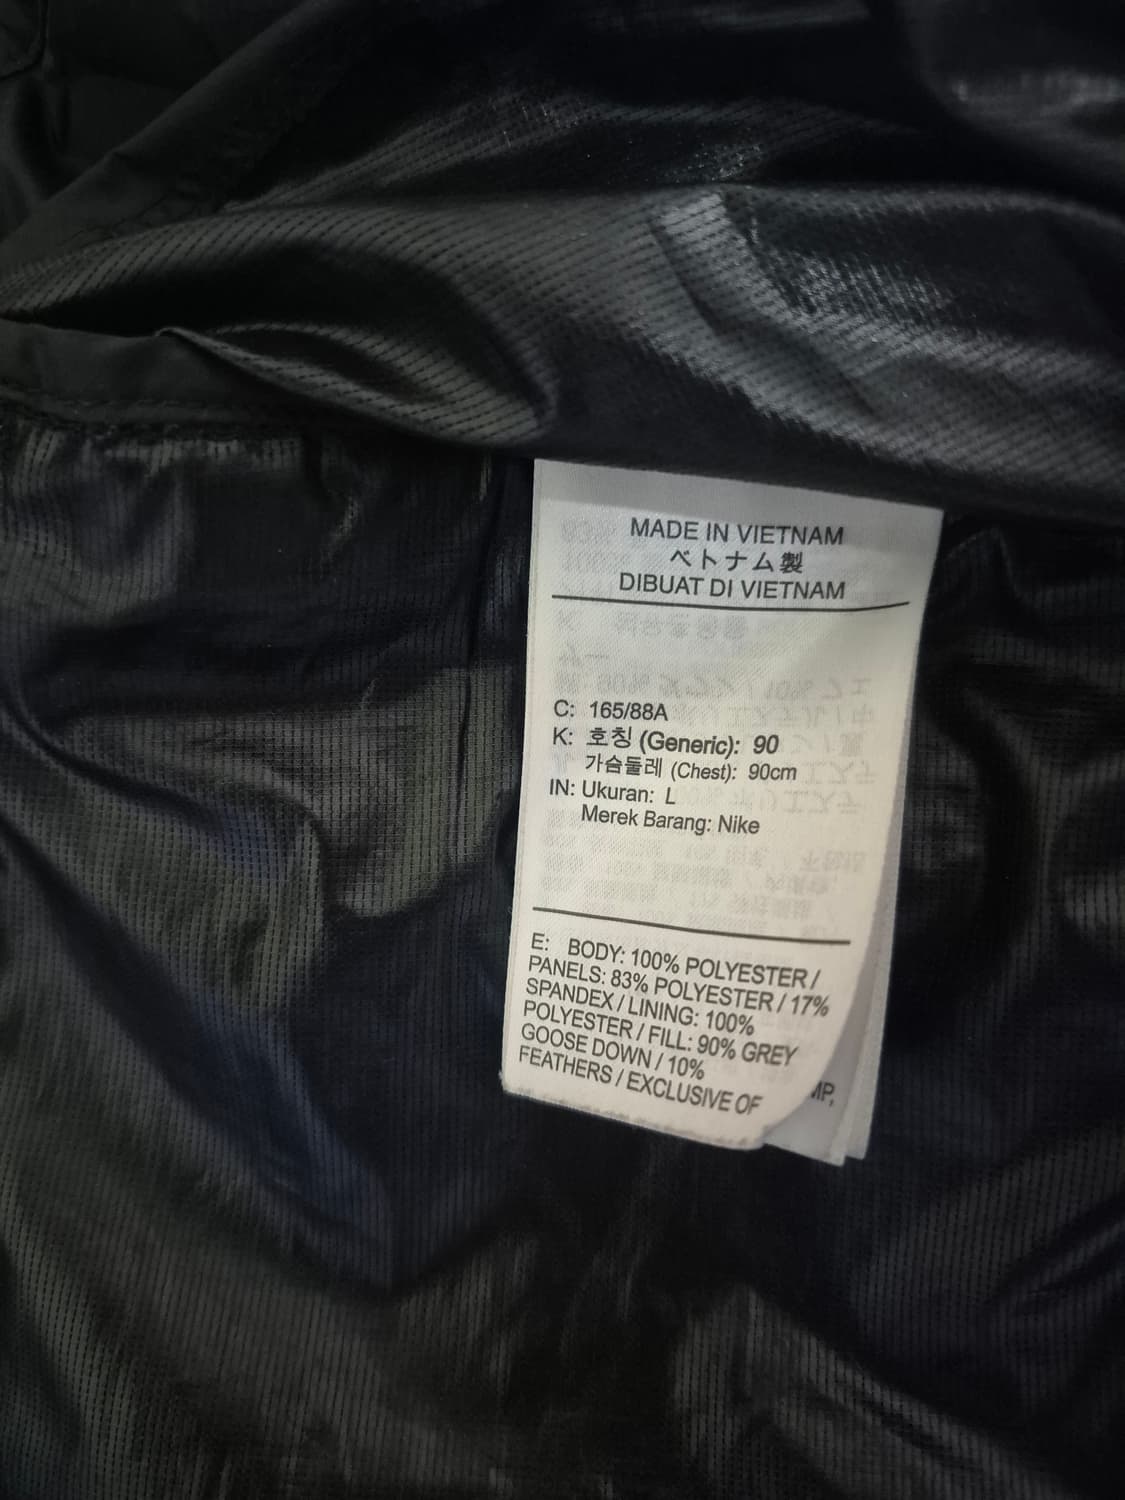 MADE IN VIETNAM
ベトナム製
DIBUAT DI VIETNAM
C: 165/88A
K: 호칭 (Generic): 90
가슴둘레 (Chest): 90cm
IN: Ukuran: L
Merek Barang: Nike
E: BODY: 100% POLYESTER /
PANELS: 83% POLYESTER / 17%
SPANDEX / LINING: 100%
POLYESTER / FILL: 90% GREY
GOOSE DOWN / 10%
FEATHERS / EXCLUSIVE OF
MP,